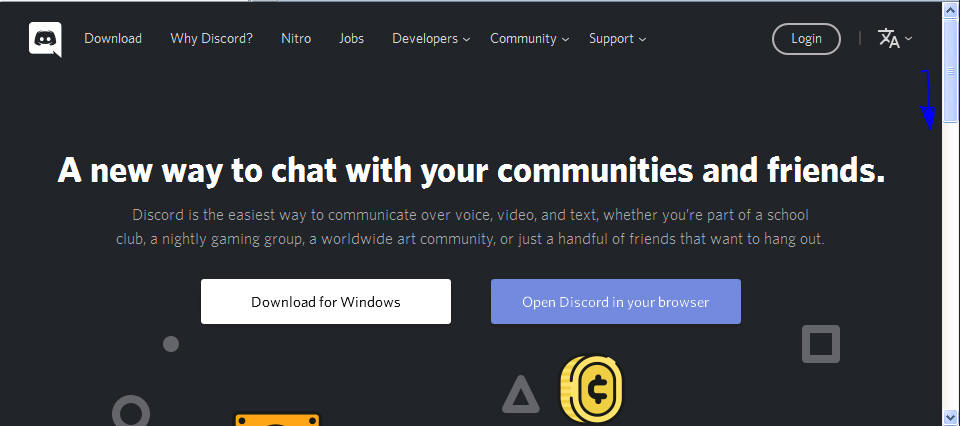 Download Why Discord? Nitro Jobs Developers Community Support Login
A new way to chat with your communities and friends.
Discord is the easiest way to communicate over voice, video, and text, whether you're part of a school
club, a nightly gaming group, a worldwide art community, or just a handful of friends that want to hang out.
Download for Windows Open Discord in your browser